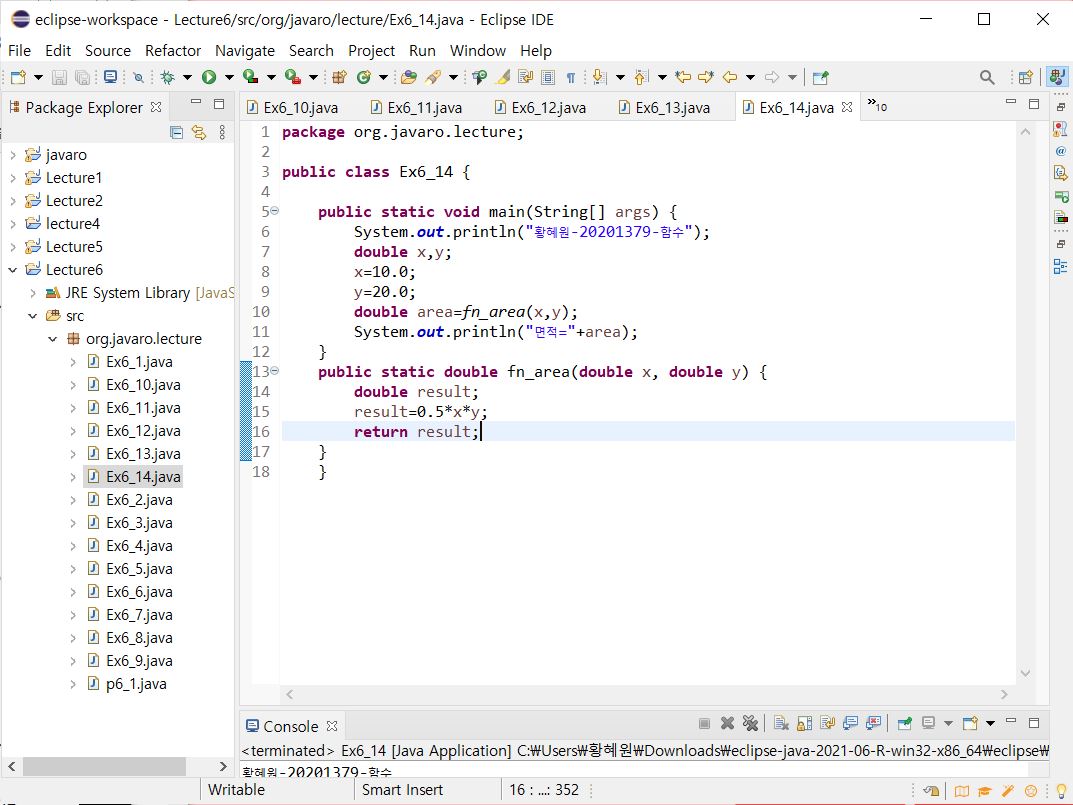 eclipse-workspace - Lecture6/src/org/javaro/lecture/Ex6_14.java - Eclipse IDE
File Edit Source Refactor Navigate Search Project Run Window Help
Package Explorer
javaro
Lecture1
Lecture2
lecture4
Lecture5
Lecture6
JRE System Library [JavaS
src
org.javaro.lecture
Ex6_1.java
Ex6_10.java
Ex6_11.java
Ex6_12.java
Ex6_13.java
Ex6_14.java
Ex6_2.java
Ex6_3.java
Ex6_4.java
Ex6_5.java
Ex6_6.java
Ex6_7.java
Ex6_8.java
Ex6_9.java
p6_1.java
Ex6_10.java Ex6_11.java Ex6_12.java Ex6_13.java Ex6_14.java »10
1 package org.javaro.lecture;
2
3 public class Ex6_14 {
4
5 public static void main(String[] args) {
6 System.out.println("황혜원-20201379-함수");
7 double x,y;
8 x=10.0;
9 y=20.0;
10 double area=fn_area(x,y);
11 System.out.println("면적="+area);
12 }
13 public static double fn_area(double x, double y) {
14 double result;
15 result=0.5*x*y;
16 return result;
17 }
18 }
Console
<terminated> Ex6_14 [Java Application] C:₩Users₩황혜원₩Downloads₩eclipse-java-2021-06-R-win32-x86_64₩eclipse₩
황혜원-20201379-함수
Writable Smart Insert 16 : ...: 352